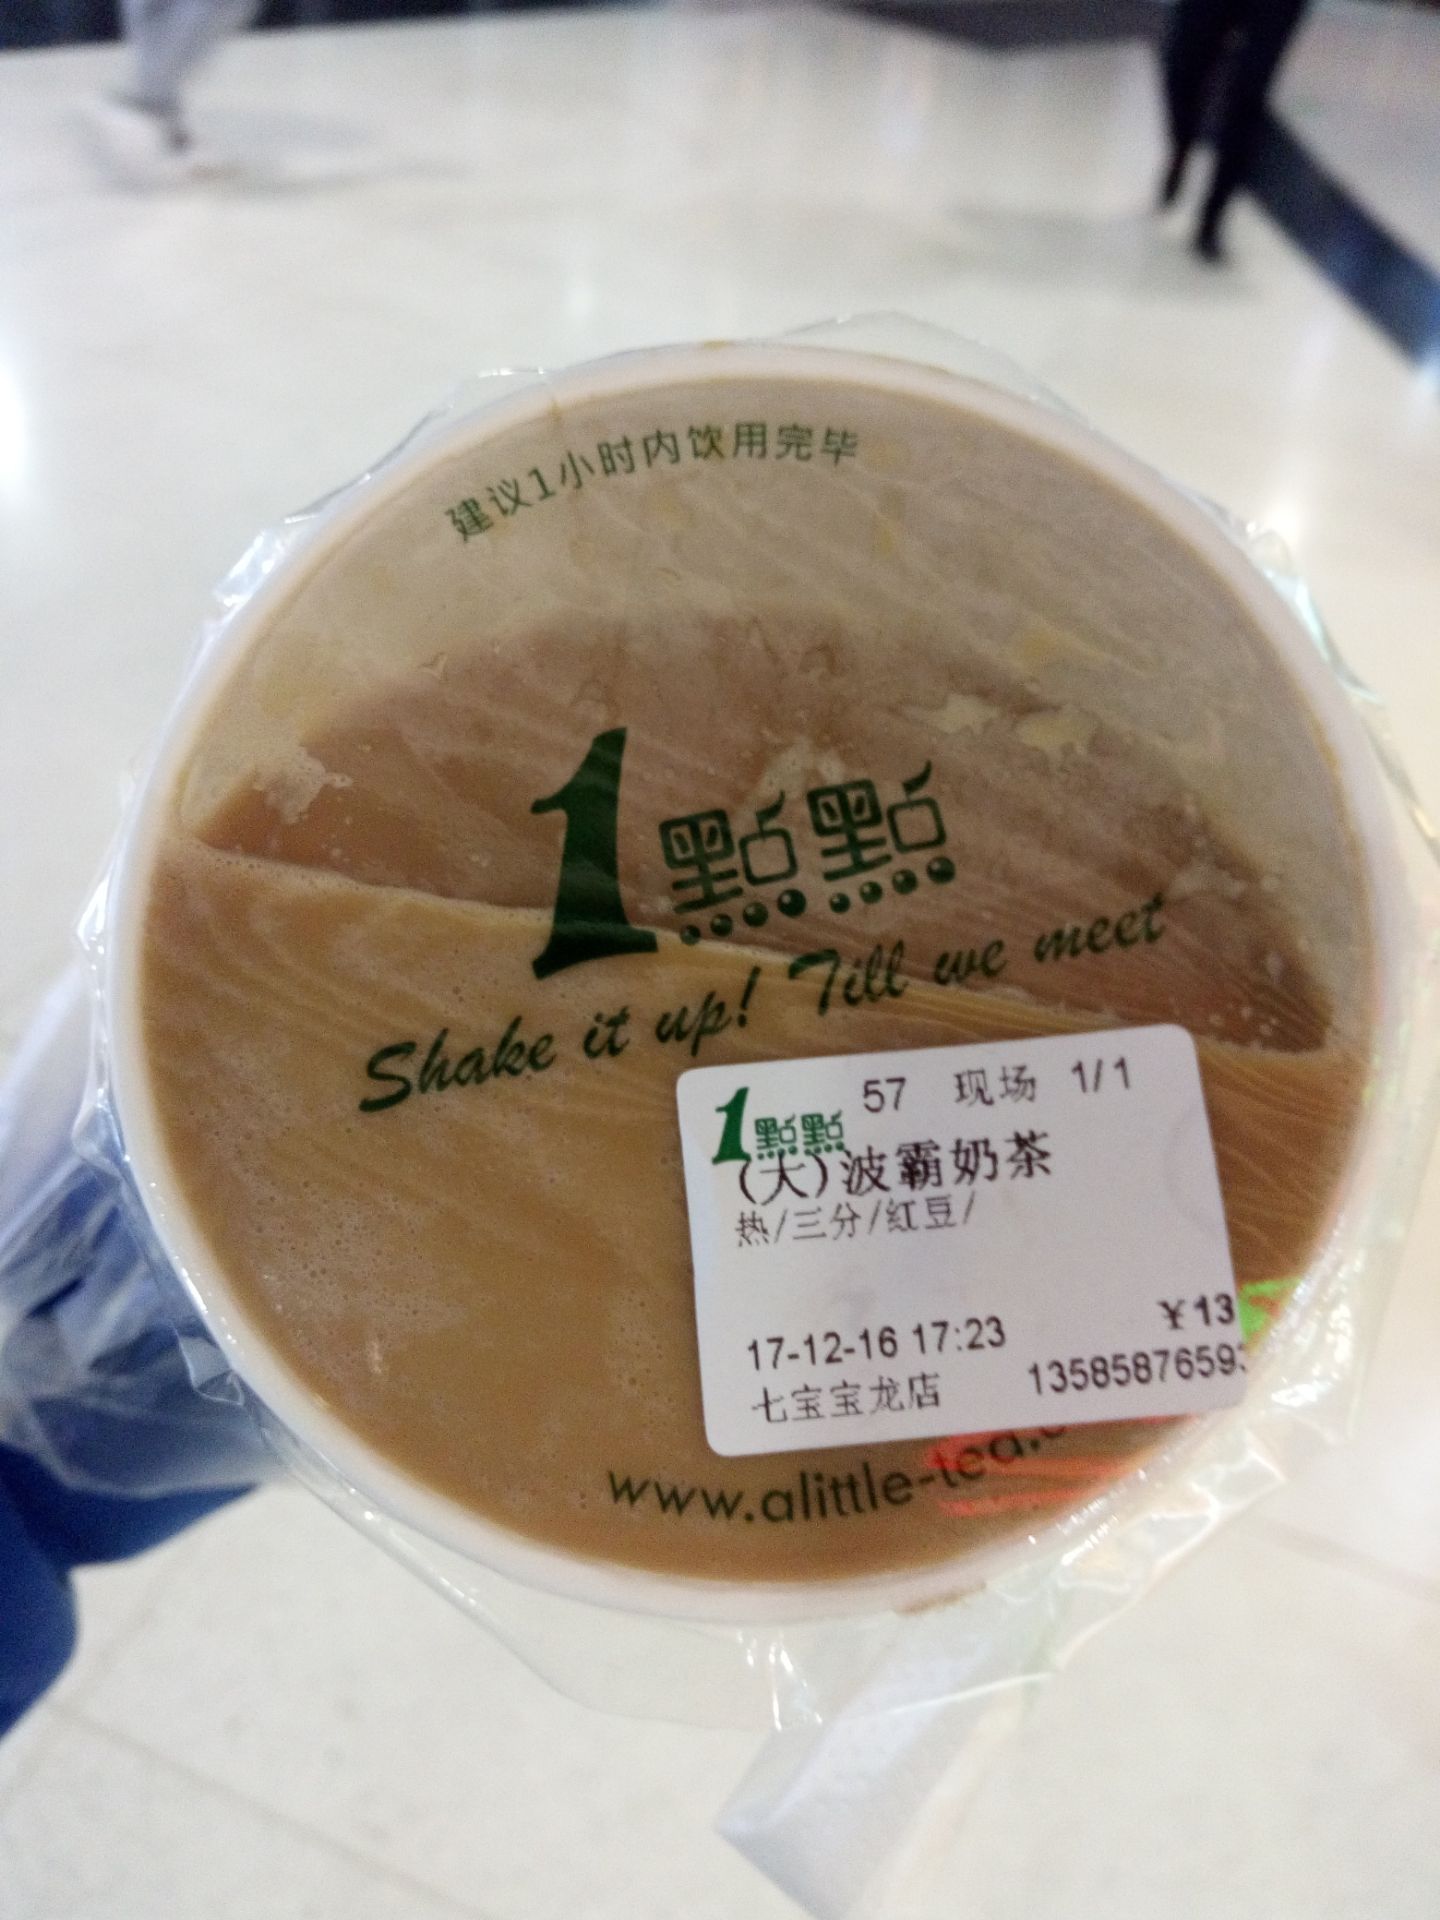 建议1小时内饮用完毕
1點點
Shake it up! Till we meet
1點點 57 现场 1/1
(大)波霸奶茶
热/三分/红豆/
¥13
17-12-16 17:23
七宝宝龙店 1358587659
www.alittle-tea.